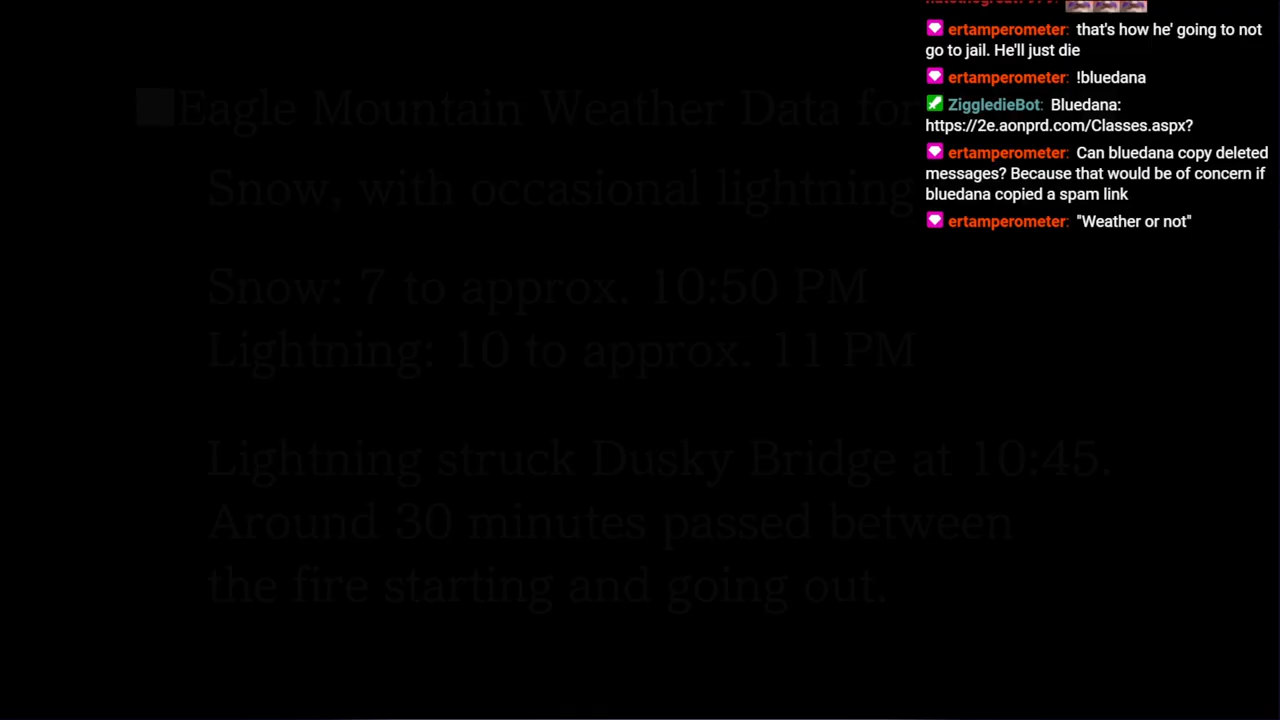 ertamperometer: that's how he' going to not
go to jail. He'll just die
ertamperometer: !bluedana
ZiggledieBot: Bluedana:
https://2e.aonprd.com/Classes.aspx?
ertamperometer: Can bluedana copy deleted
messages? Because that would be of concern if
bluedana copied a spam link
ertamperometer: "Weather or not"
Eagle Mountain Weather Data for
Snow, with occasional lightning
Snow: 7 to approx. 10:50 PM
Lightning: 10 to approx. 11 PM
Lightning struck Dusky Bridge at 10:45.
Around 30 minutes passed between
the fire starting and going out.